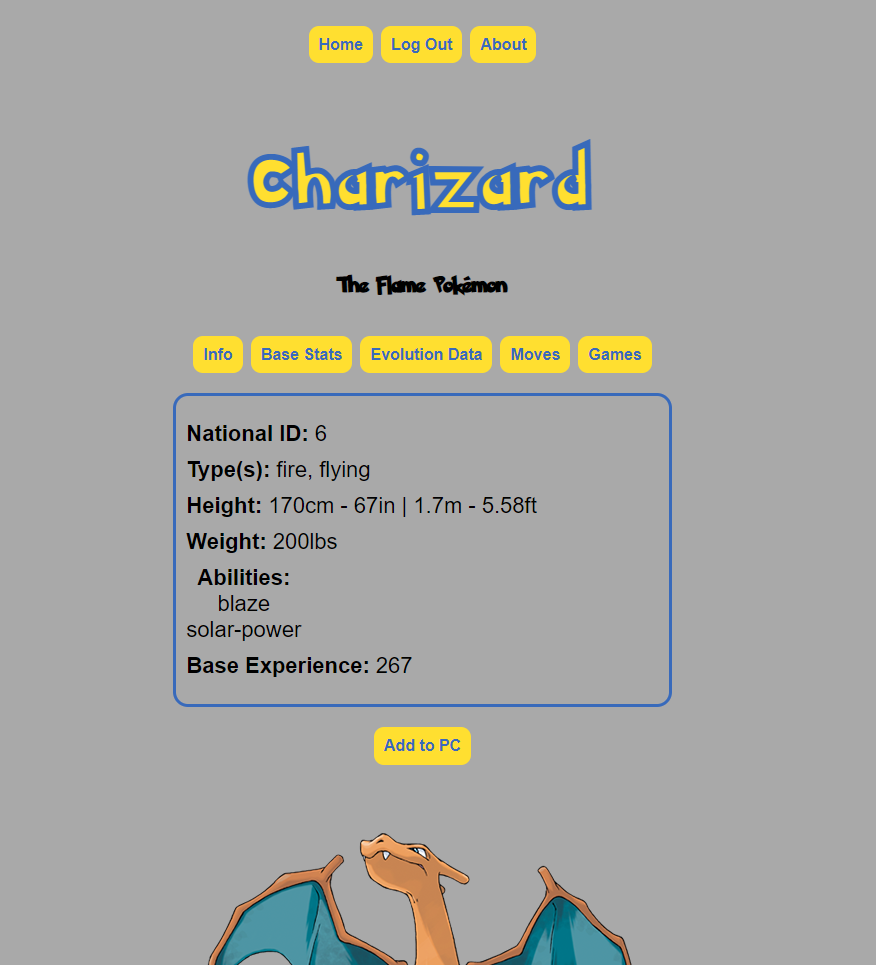 Home Log Out About
Charizard
The Flame Pokémon
Info Base Stats Evolution Data Moves Games
National ID: 6
Type(s): fire, flying
Height: 170cm - 67in | 1.7m - 5.58ft
Weight: 200lbs
Abilities:
blaze
solar-power
Base Experience: 267
Add to PC